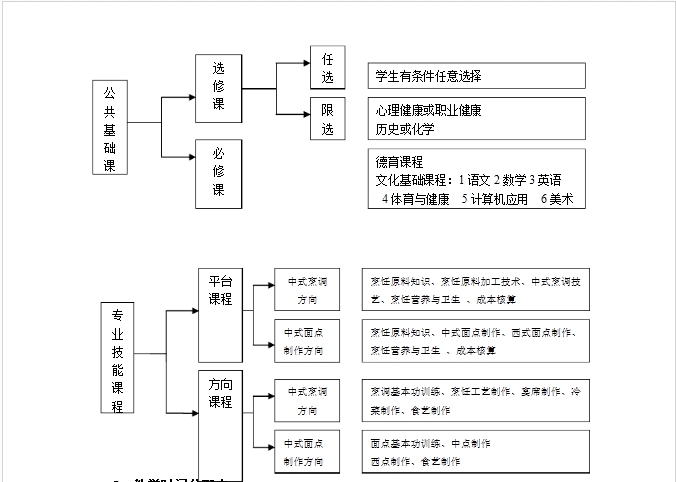 公共基础课
选修课
任选
学生有条件任意选择
限选
心理健康或职业健康
历史或化学
必修课
德育课程
文化基础课程：1语文 2数学 3英语
4体育与健康 5计算机应用 6美术
专业技能课程
平台
课程
中式烹调
方向
烹饪原料知识、烹饪原料加工技术、中式烹调技
艺、烹饪营养与卫生 、成本核算
中式面点
制作方向
烹饪原料知识、中式面点制作、西式面点制作、
烹饪营养与卫生 、成本核算
方向
课程
中式烹调
方向
烹调基本功训练、烹饪工艺制作、宴席制作、冷
菜制作、食艺制作
中式面点
制作方向
面点基本功训练、中点制作
西点制作、食艺制作